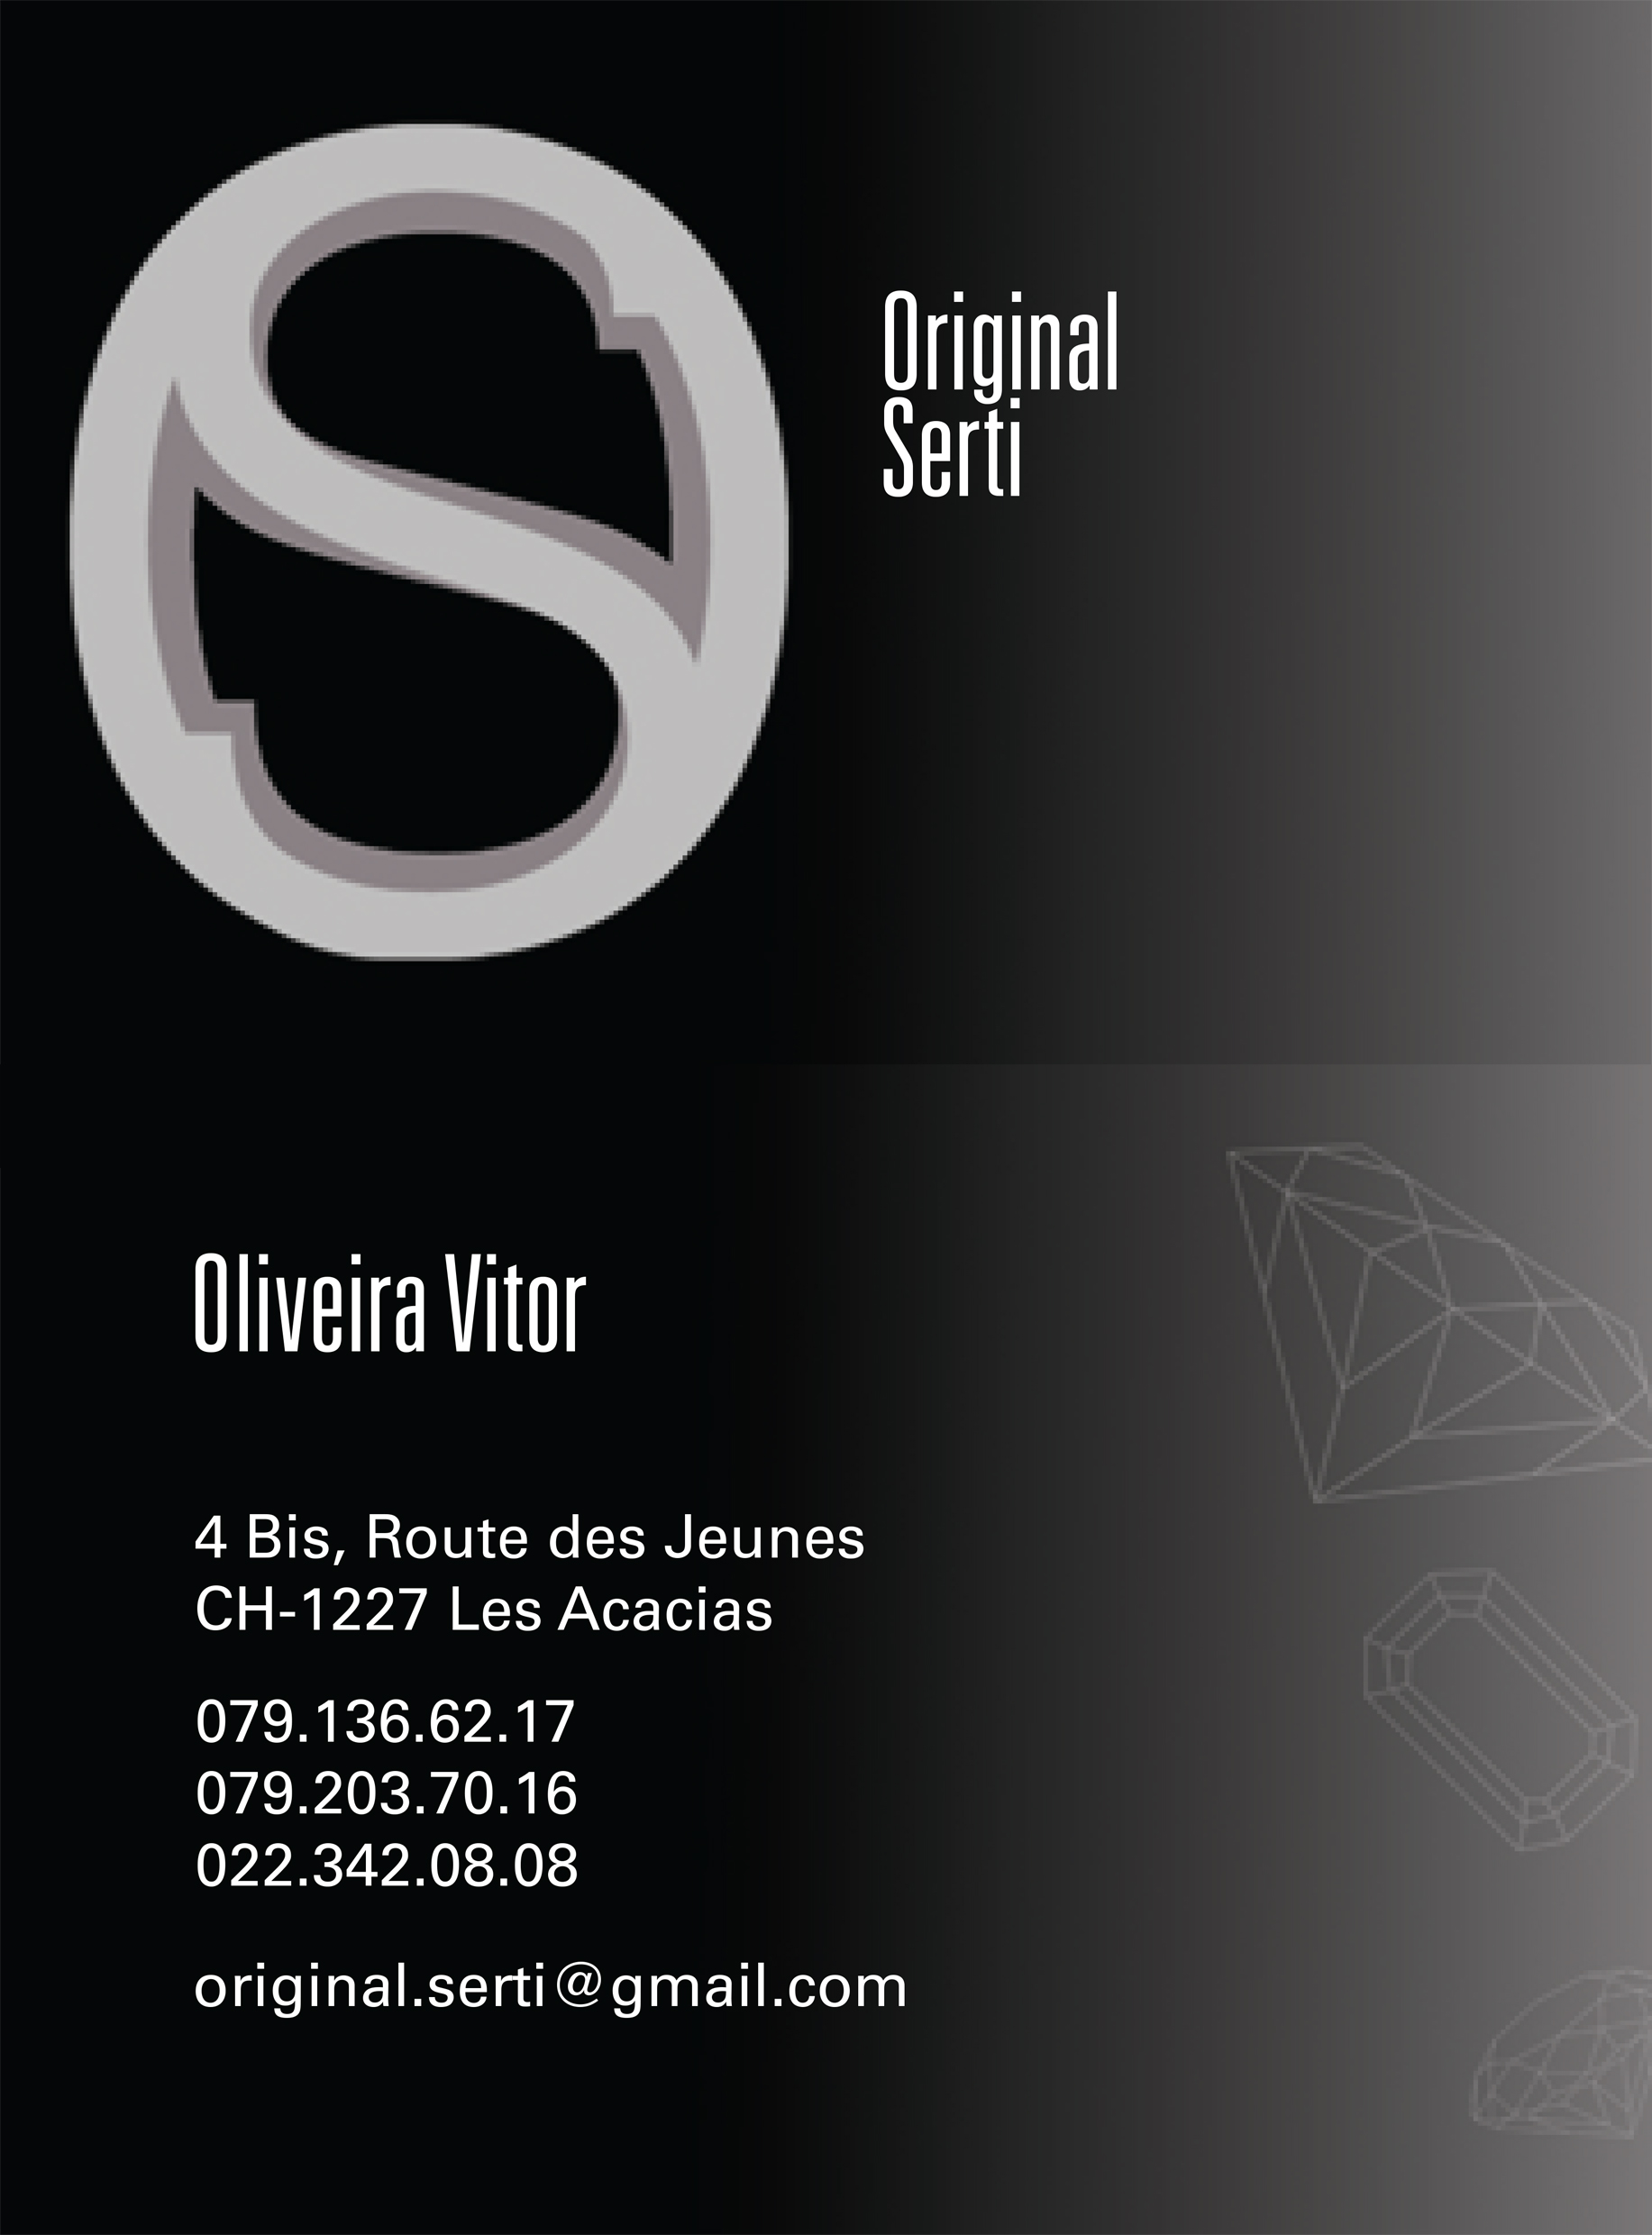 Original
Serti
Oliveira Vitor
4 Bis, Route des Jeunes
CH-1227 Les Acacias
079.136.62.17
079.203.70.16
022.342.08.08
original.serti@gmail.com